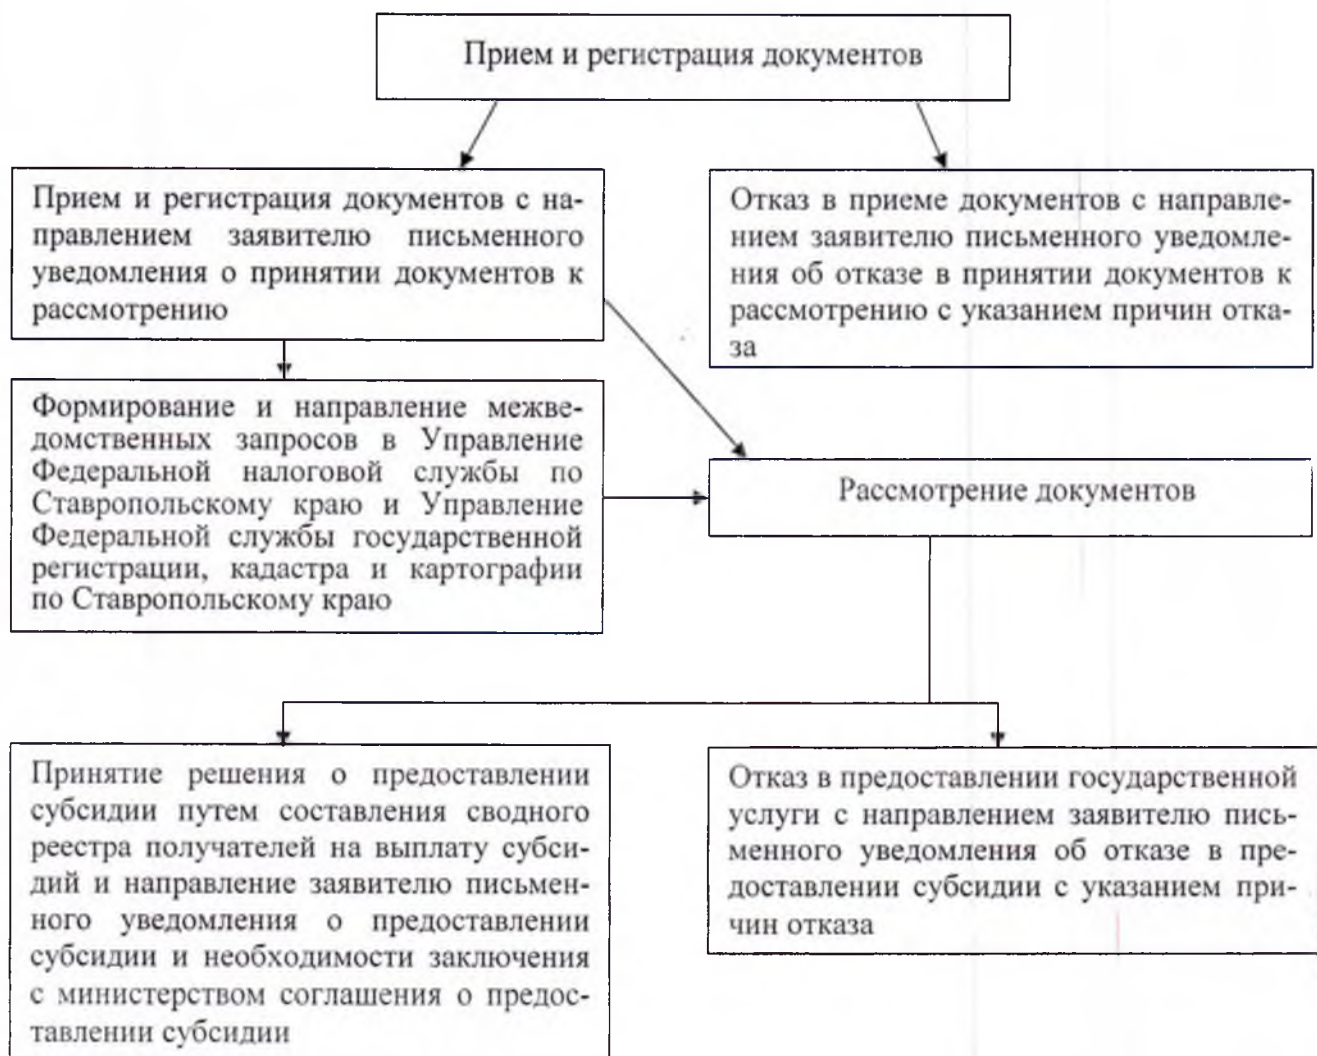 Прием и регистрация документов
Прием и регистрация документов с на-
правлением заявителю письменного
уведомления о принятии документов к
рассмотрению
Отказ в приеме документов с направле-
нием заявителю письменного уведомле-
ния об отказе в принятии документов к
рассмотрению с указанием причин отка-
за
Формирование и направление межве-
домственных запросов в Управление
Федеральной налоговой службы по
Ставропольскому краю и Управление
Федеральной службы государственной
регистрации, кадастра и картографии
по Ставропольскому краю
Рассмотрение документов
Принятие решения о предоставлении
субсидии путем составления сводного
реестра получателей на выплату субси-
дий и направление заявителю письмен-
ного уведомления о предоставлении
субсидии и необходимости заключения
с министерством соглашения о предос-
тавлении субсидии
Отказ в предоставлении государственной
услуги с направлением заявителю пись-
менного уведомления об отказе в пре-
доставлении субсидии с указанием при-
чин отказа